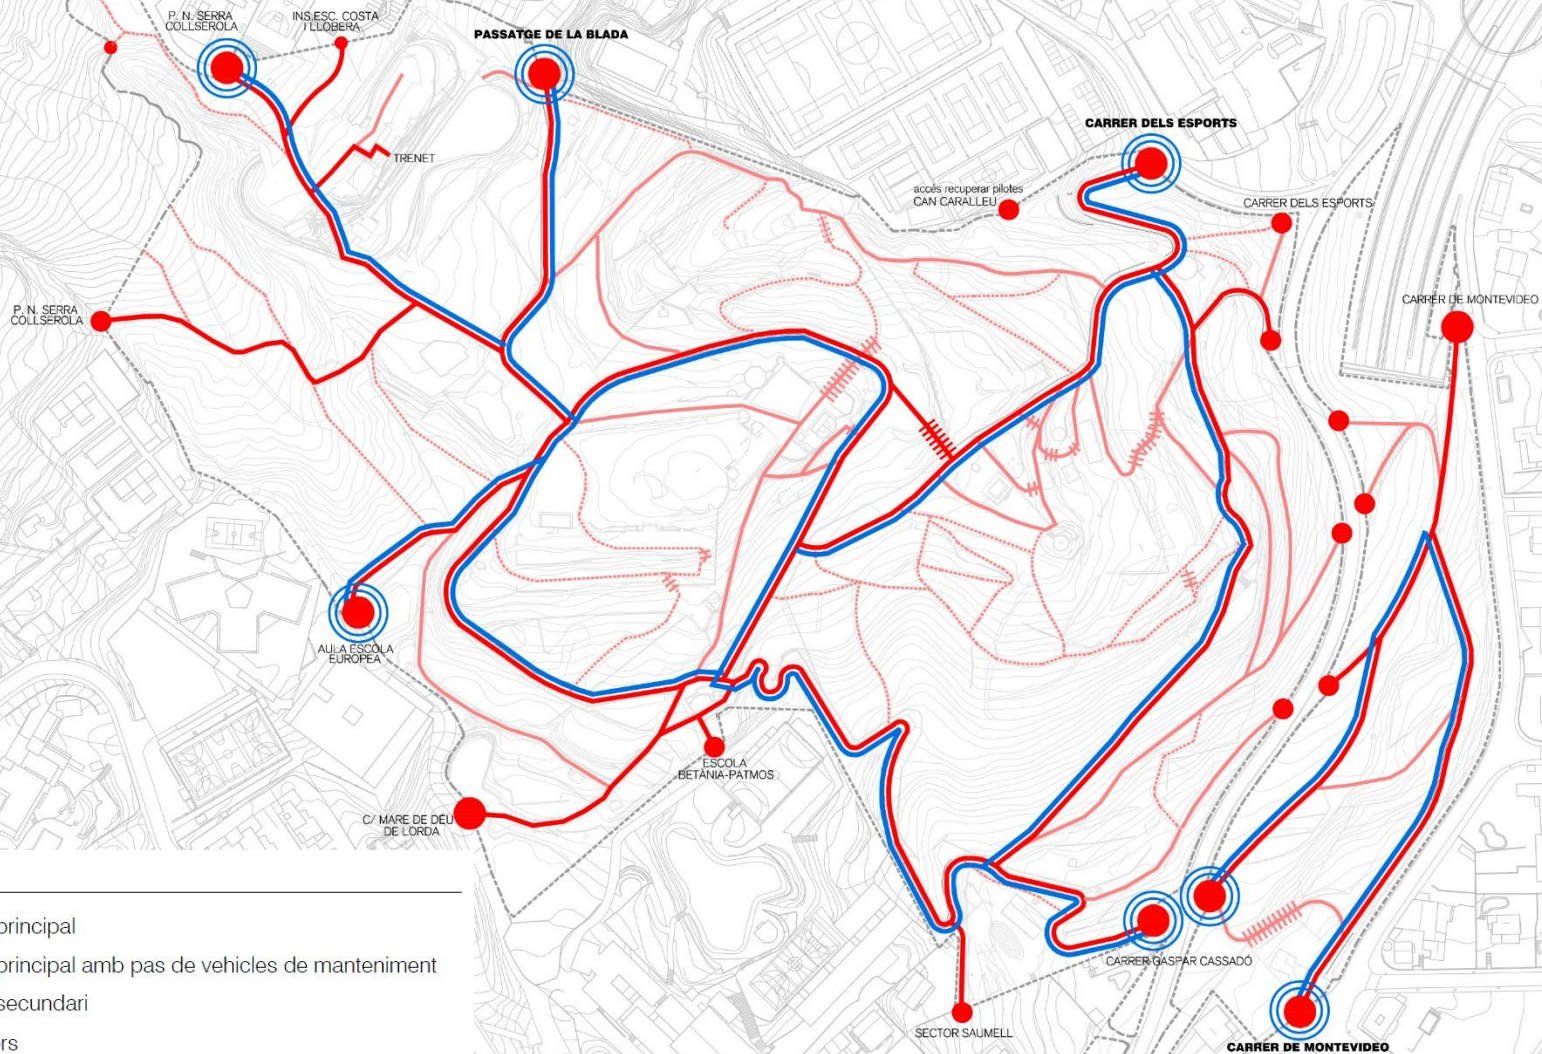 P. N. SERRA
COLLSEROLA
INS.ESC. COSTA
I LLOBERA
PASSATGE DE LA BLADA
CARRER DELS ESPORTS
TRENET
accés recuperar pilotes
CAN CARALLEU
CARRER DELS ESPORTS
P. N. SERRA
COLLSEROLA
CARRER DE MONTEVIDEO
AULA ESCOLA
EUROPEA
ESCOLA
BETÀNIA-PATMOS
C/ MARE DE DÉU
DE LORDA
CARRER GASPAR CASSADÓ
SECTOR SAUMELL
CARRER DE MONTEVIDEO
principal
principal amb pas de vehicles de manteniment
secundari